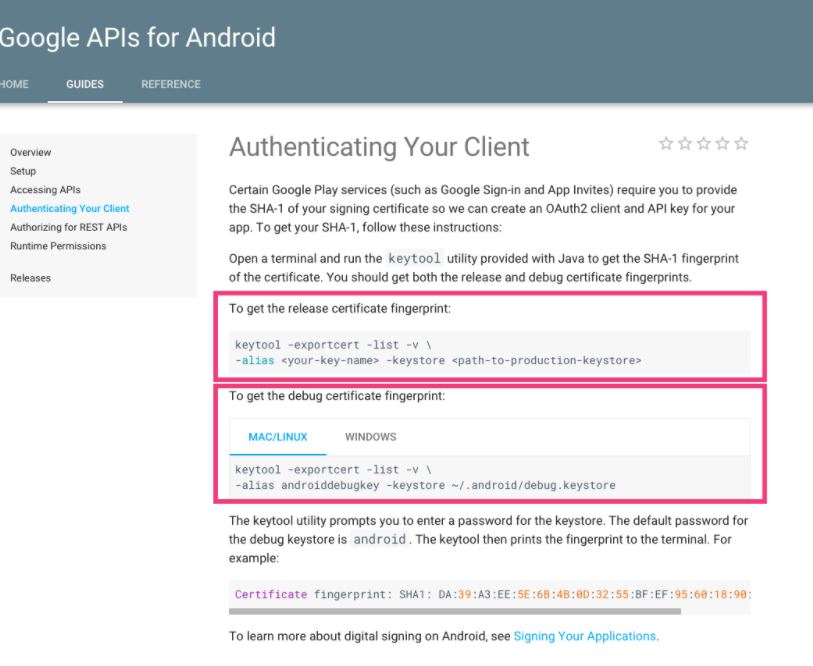 Google APIs for Android
HOME GUIDES REFERENCE
Overview
Setup
Accessing APIs
Authenticating Your Client
Authorizing for REST APIs
Runtime Permissions
Releases
Authenticating Your Client
Certain Google Play services (such as Google Sign-in and App Invites) require you to provide
the SHA-1 of your signing certificate so we can create an OAuth2 client and API key for your
app. To get your SHA-1, follow these instructions:
Open a terminal and run the keytool utility provided with Java to get the SHA-1 fingerprint
of the certificate. You should get both the release and debug certificate fingerprints.
To get the release certificate fingerprint:
keytool -exportcert -list -v \
-alias <your-key-name> -keystore <path-to-production-keystore>
To get the debug certificate fingerprint:
MAC/LINUX WINDOWS
keytool -exportcert -list -v \
-alias androiddebugkey -keystore ~/.android/debug.keystore
The keytool utility prompts you to enter a password for the keystore. The default password for
the debug keystore is android. The keytool then prints the fingerprint to the terminal. For
example:
Certificate fingerprint: SHA1: DA:39:A3:EE:5E:6B:4B:0D:32:55:BF:EF:95:60:18:90:
To learn more about digital signing on Android, see Signing Your Applications.